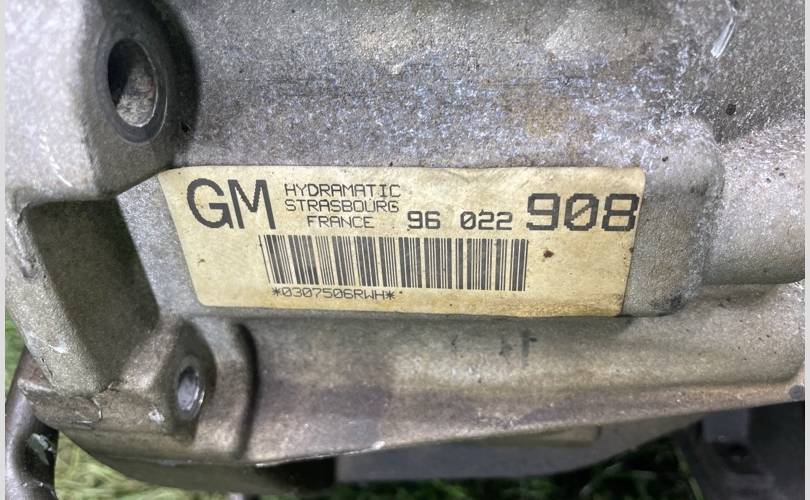 GM HYDRAMATIC
STRASBOURG
FRANCE 96 022 908
*0307506RWH*